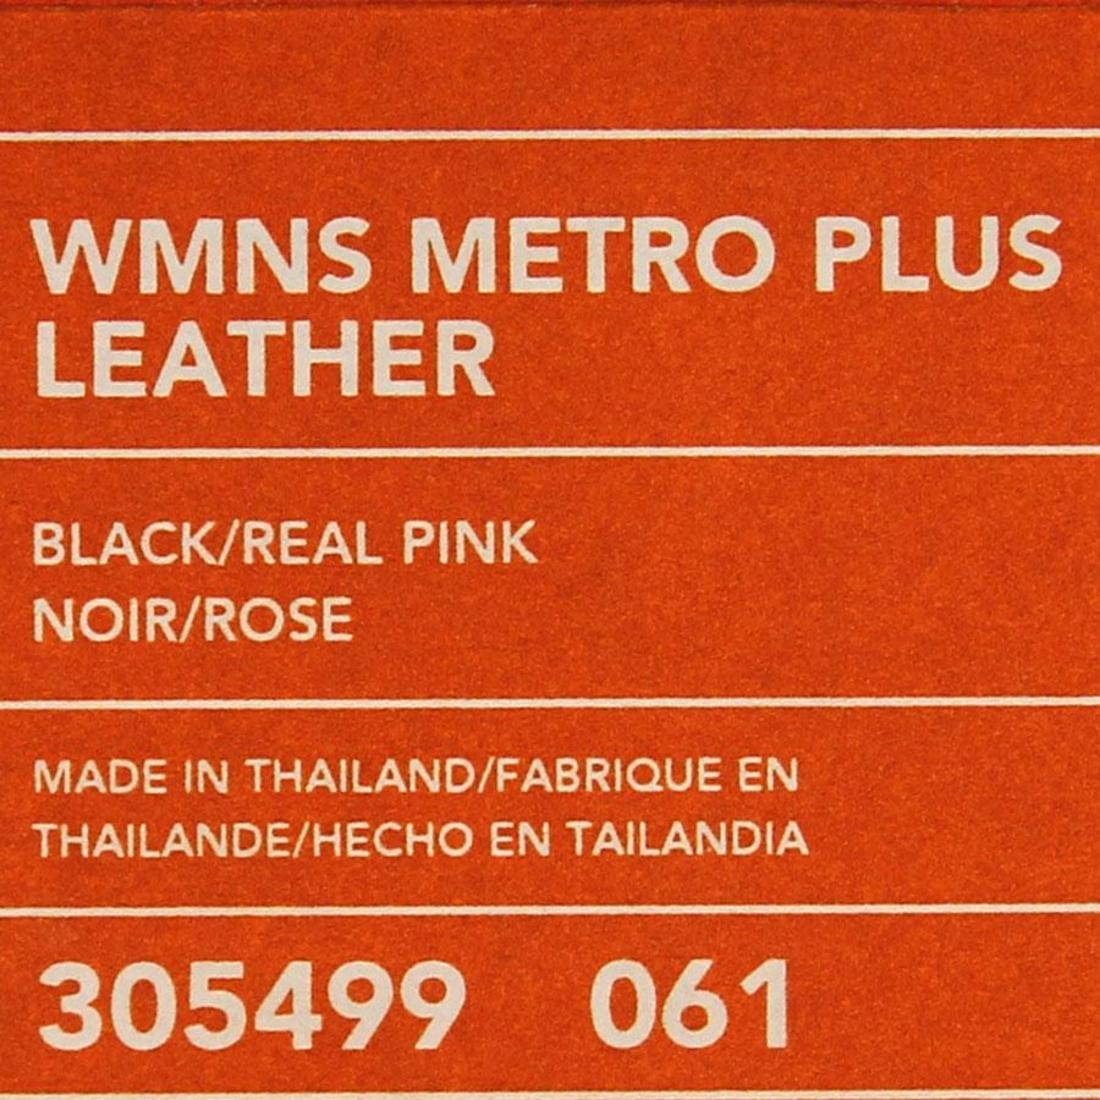 WMNS METRO PLUS
LEATHER
BLACK/REAL PINK
NOIR/ROSE
MADE IN THAILAND/FABRIQUE EN
THAILANDE/HECHO EN TAILANDIA
305499 061